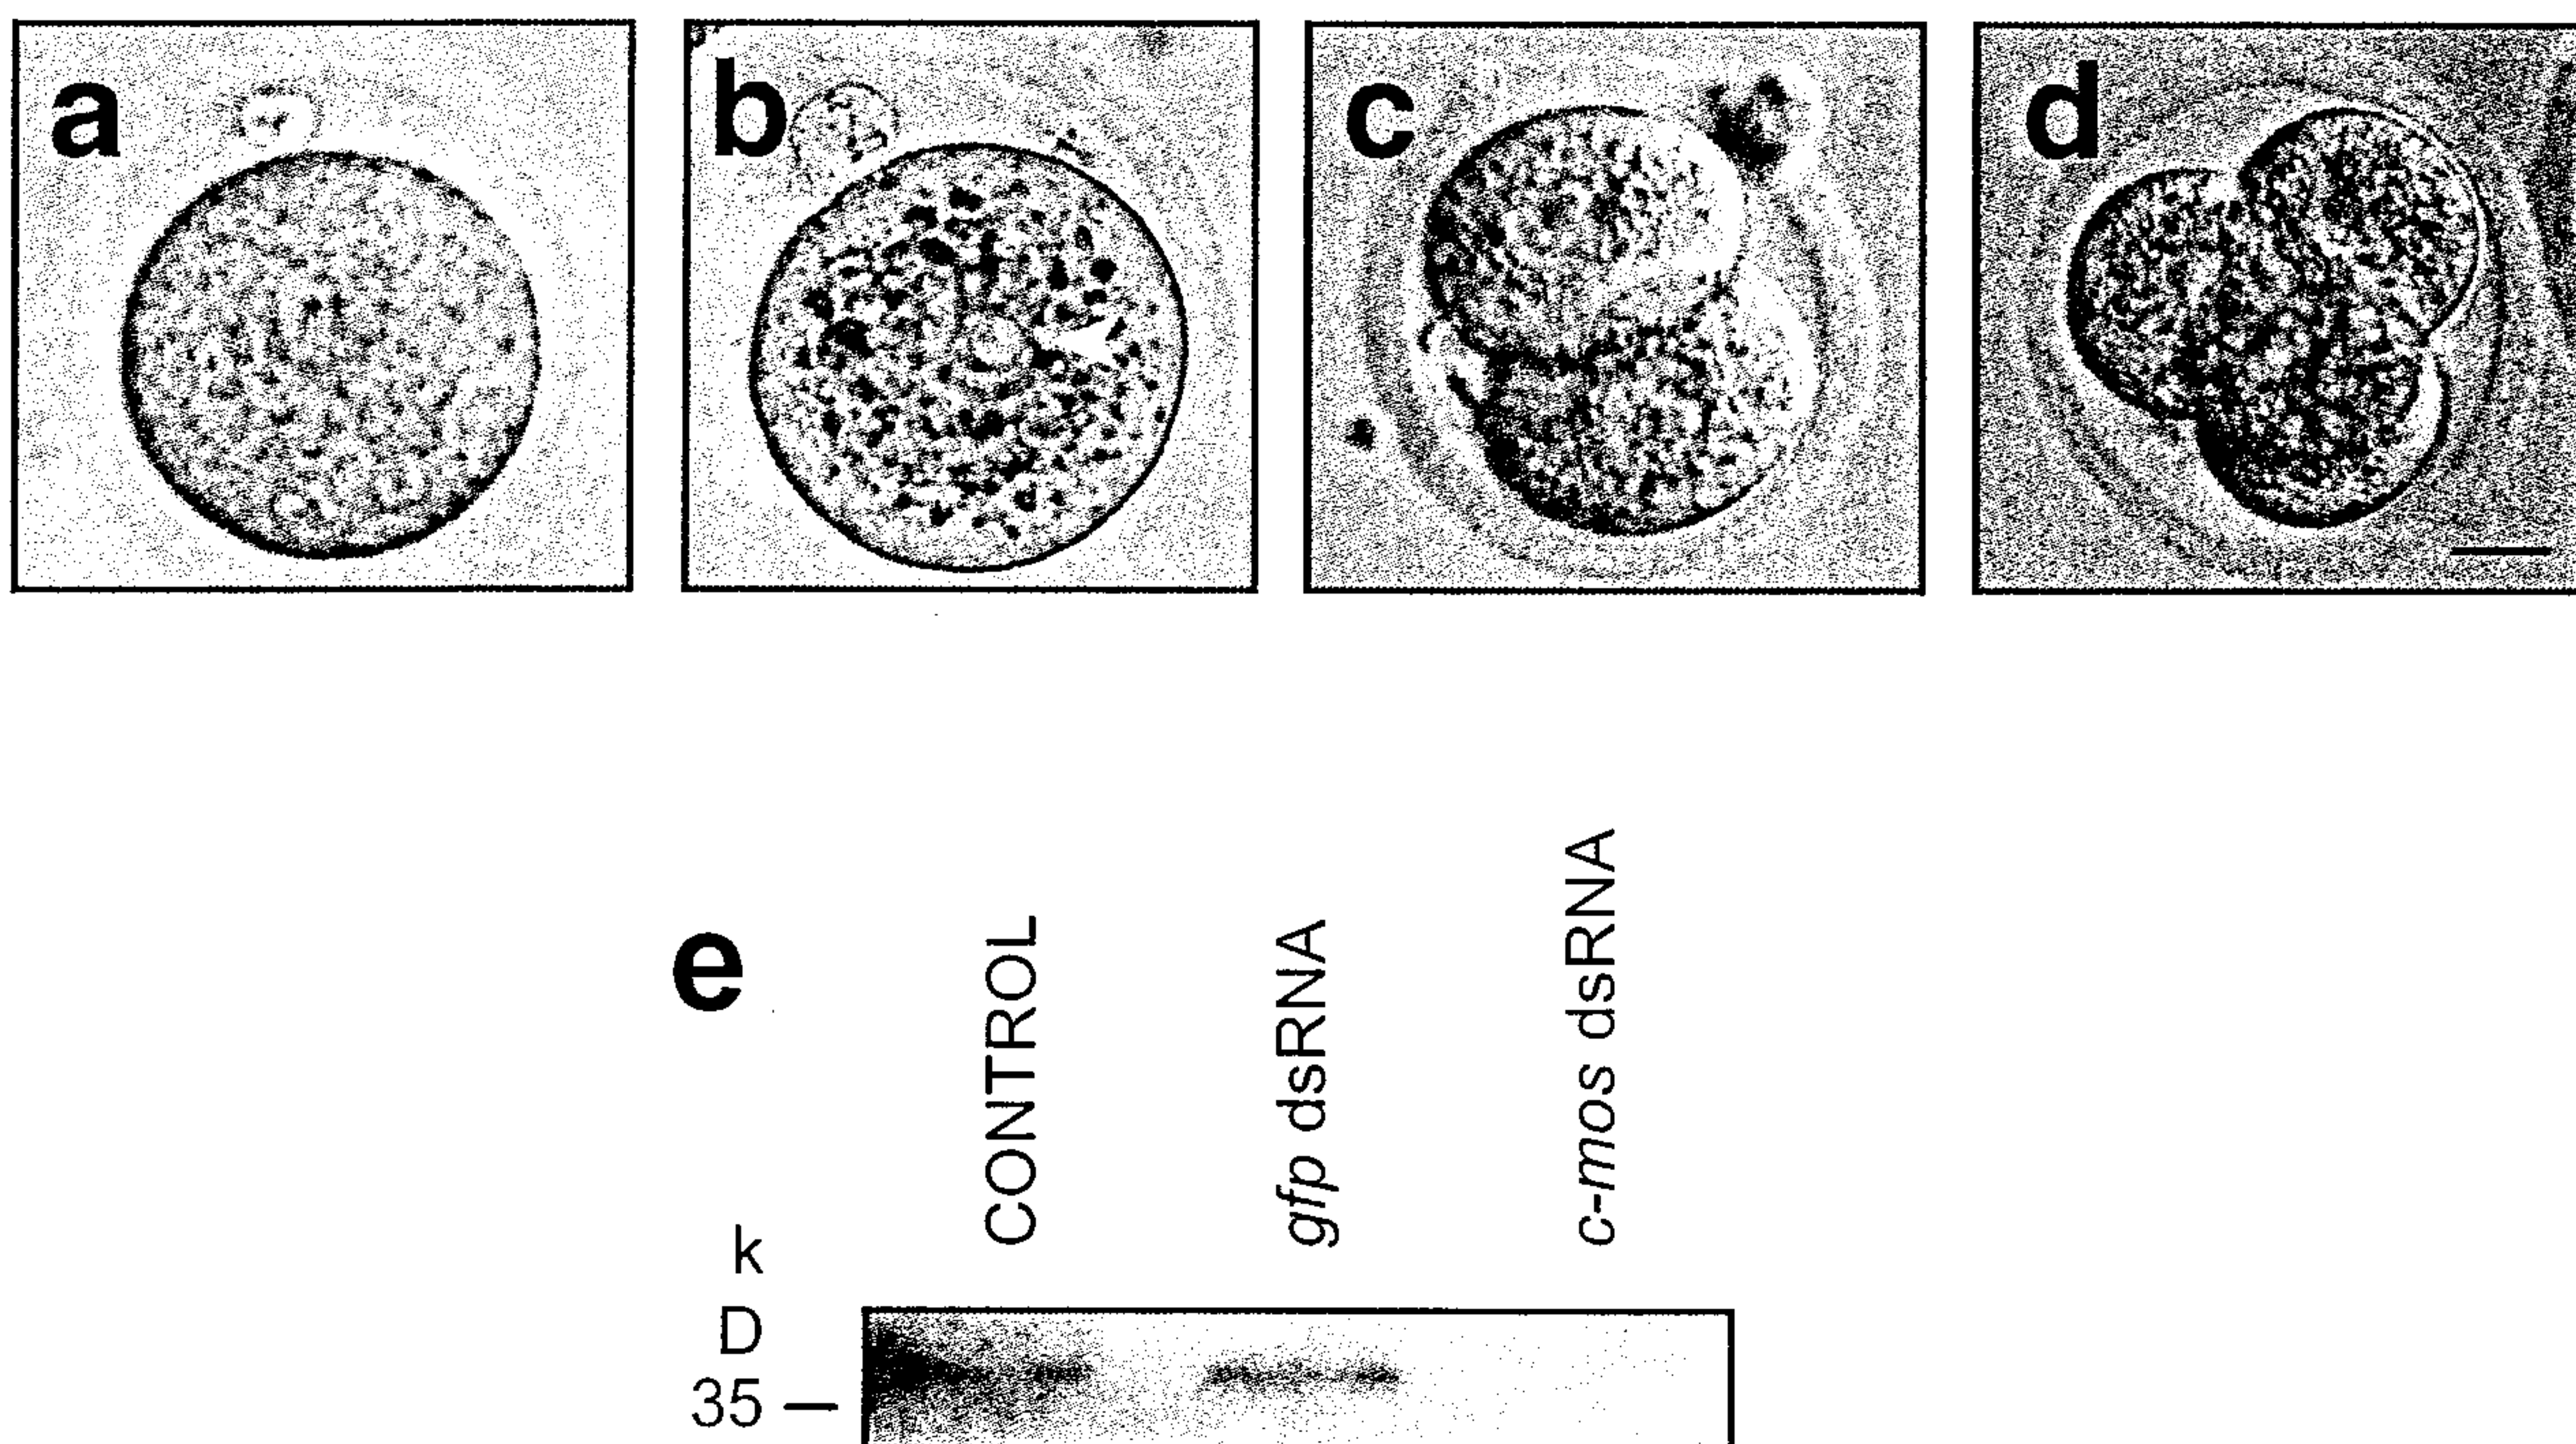 a
b
c
d
e
CONTROL
gfp dsRNA
c-mos dsRNA
k
D
35 –